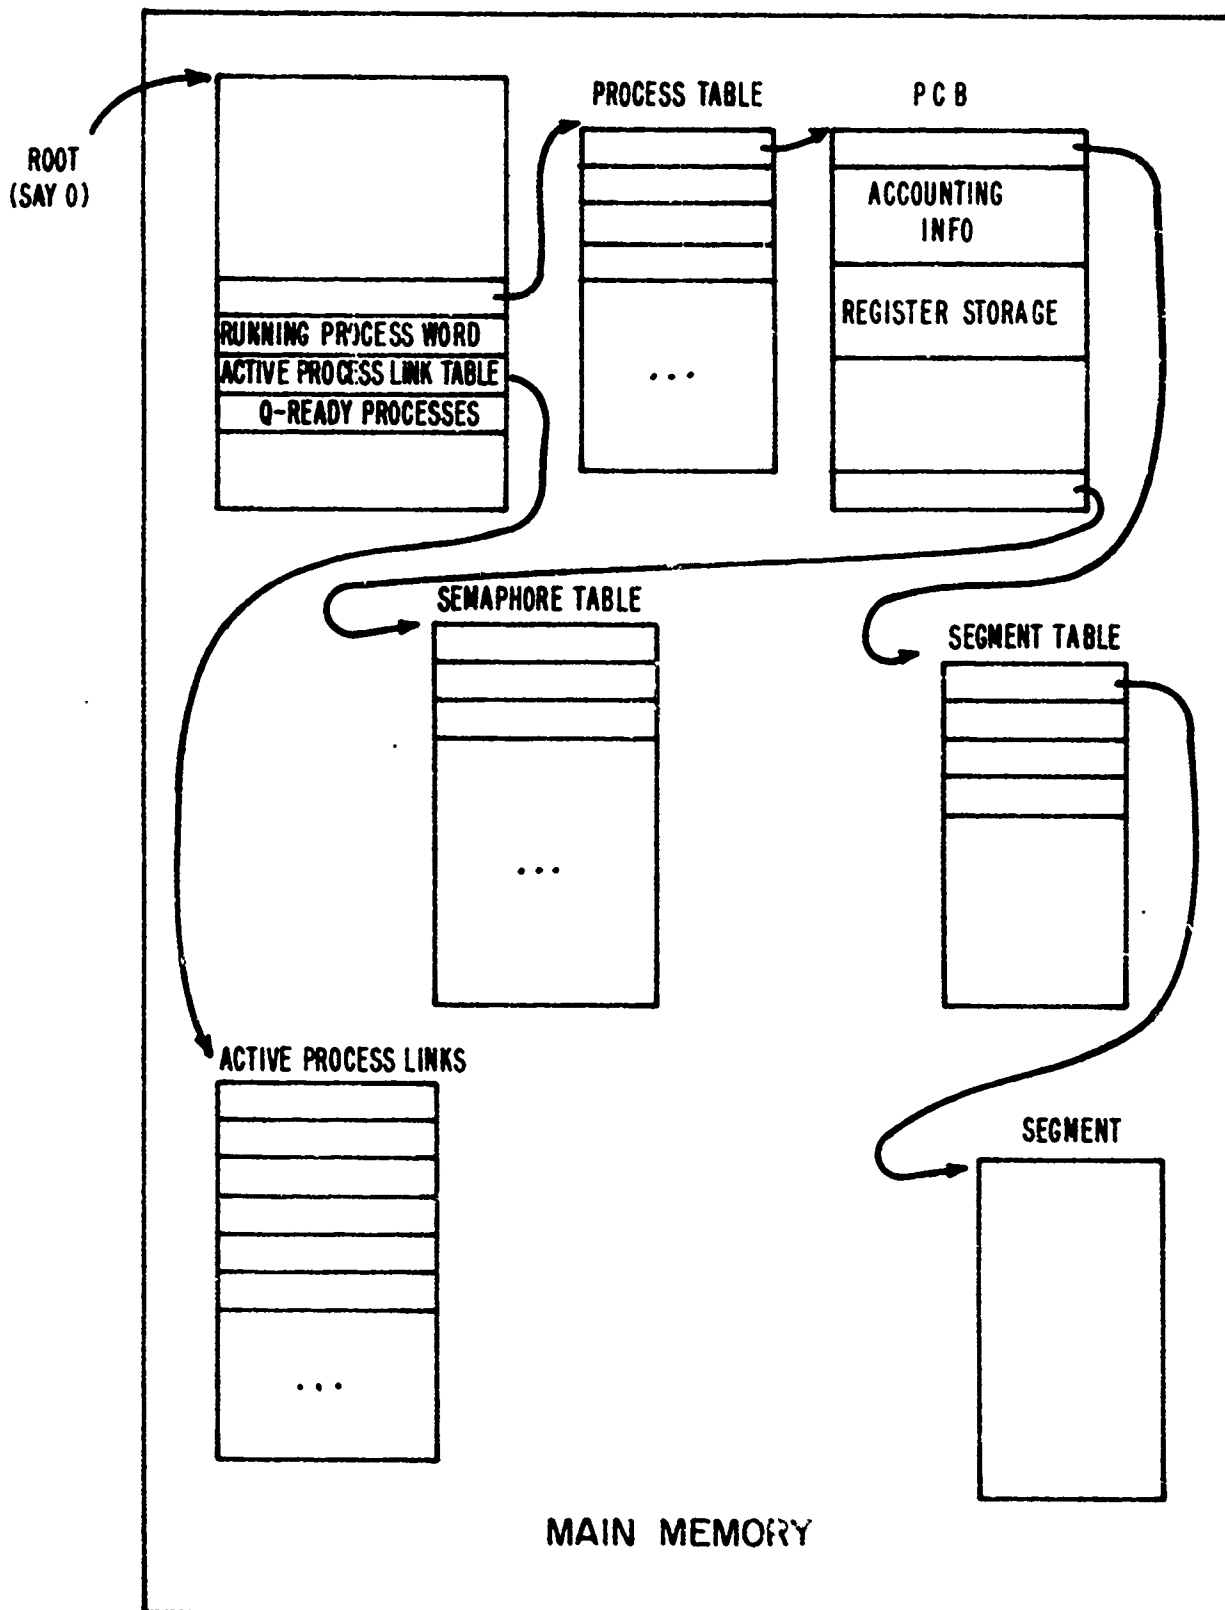 ROOT
(SAY 0)
PROCESS TABLE
PCB
ACCOUNTING
INFO
REGISTER STORAGE
RUNNING PROCESS WORD
ACTIVE PROCESS LINK TABLE
Q-READY PROCESSES
...
SEMAPHORE TABLE
SEGMENT TABLE
...
ACTIVE PROCESS LINKS
SEGMENT
...
MAIN MEMORY